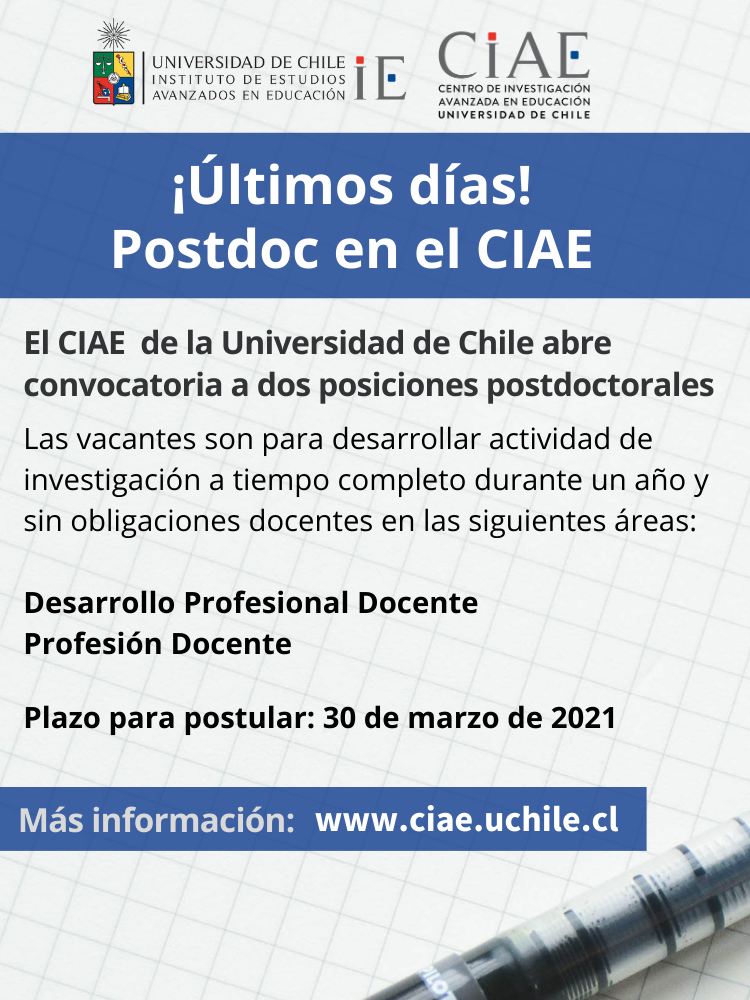 UNIVERSIDAD DE CHILE
INSTITUTO DE ESTUDIOS
AVANZADOS EN EDUCACIÓN
iE
CiAE
CENTRO DE INVESTIGACIÓN
AVANZADA EN EDUCACIÓN
UNIVERSIDAD DE CHILE
¡Últimos días!
Postdoc en el CIAE
El CIAE de la Universidad de Chile abre
convocatoria a dos posiciones postdoctorales
Las vacantes son para desarrollar actividad de
investigación a tiempo completo durante un año y
sin obligaciones docentes en las siguientes áreas:
Desarrollo Profesional Docente
Profesión Docente
Plazo para postular: 30 de marzo de 2021
Más información: www.ciae.uchile.cl